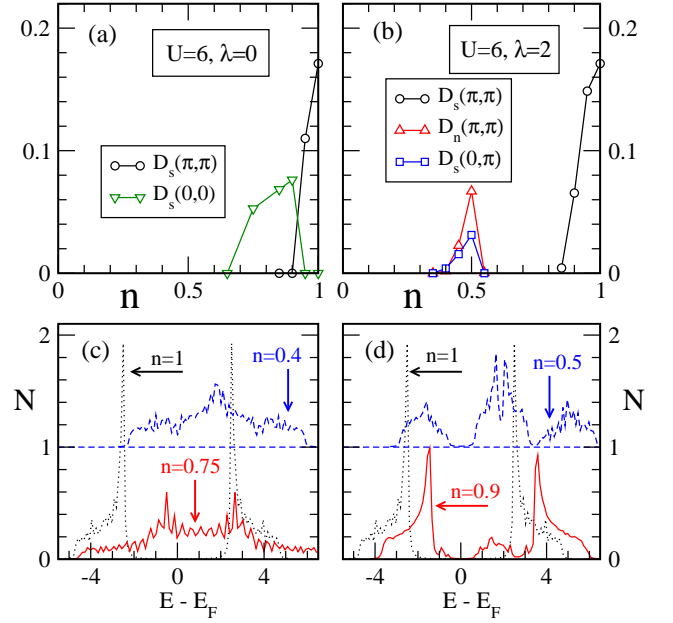 0.2
0.1
0
(a)
U=6, λ=0
D_s(π,π)
D_s(0,0)
0
n
0.5
1
0.2
0.1
0
(b)
U=6, λ=2
D_s(π,π)
D_n(π,π)
D_s(0,π)
0
n
0.5
1
2
1
0
N
(c)
n=1
n=0.4
n=0.75
-4
0
4
E - E_F
2
1
0
N
(d)
n=1
n=0.5
n=0.9
-4
0
4
E - E_F